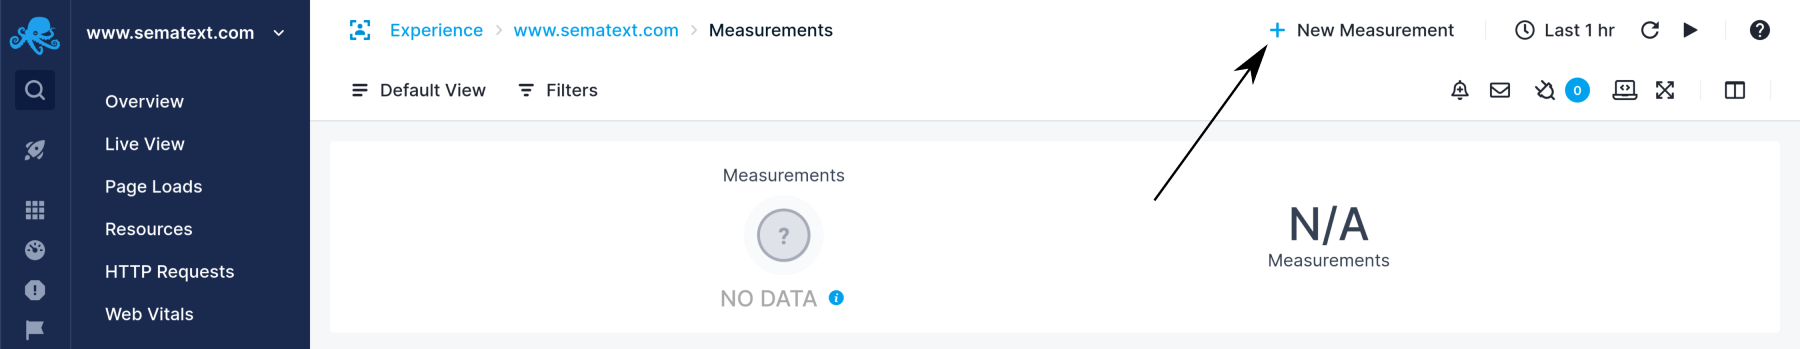 www.sematext.com
Overview
Live View
Page Loads
Resources
HTTP Requests
Web Vitals
Experience > www.sematext.com > Measurements
+ New Measurement
Last 1 hr
?
Default View
Filters
0
Measurements
?
NO DATA i
N/A
Measurements